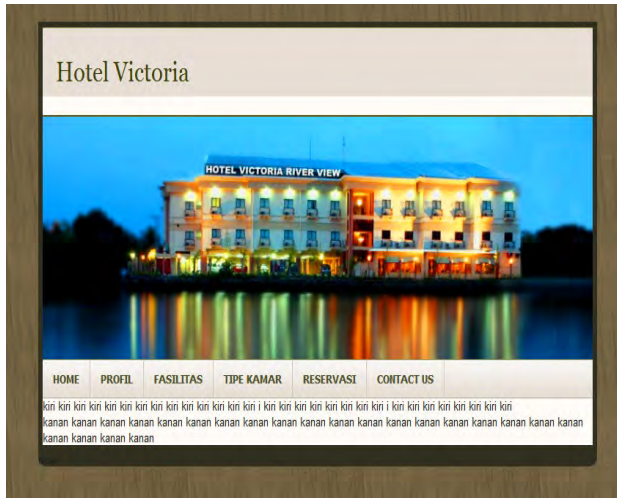 Hotel Victoria
HOTEL VICTORIA RIVER VIEW
HOME PROFIL FASILITAS TIPE KAMAR RESERVASI CONTACT US
kiri kiri kiri kiri kiri kiri kiri kiri kiri kiri kiri kiri kiri kiri i kiri kiri kiri kiri kiri kiri kiri kiri i kiri kiri kiri kiri kiri kiri kiri kiri
kanan kanan kanan kanan kanan kanan kanan kanan kanan kanan kanan kanan kanan kanan kanan kanan kanan kanan kanan
kanan kanan kanan kanan